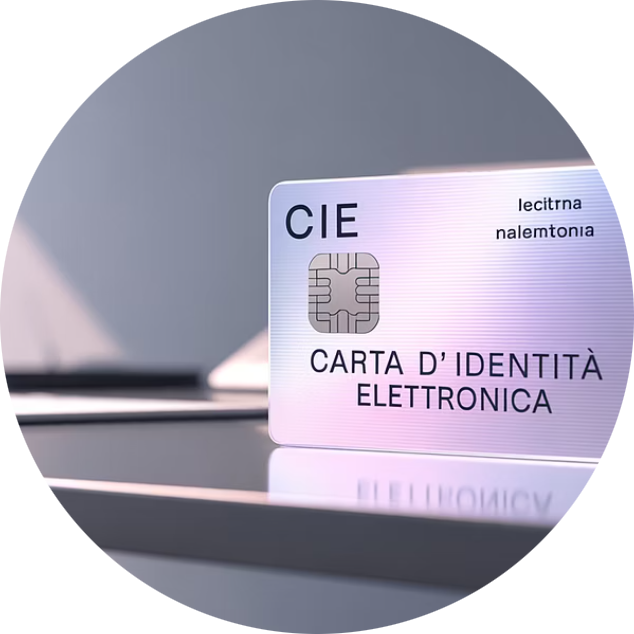 CIE
lecitrna
nalemtonia
CARTA D'IDENTITÀ
ELETTRONICA